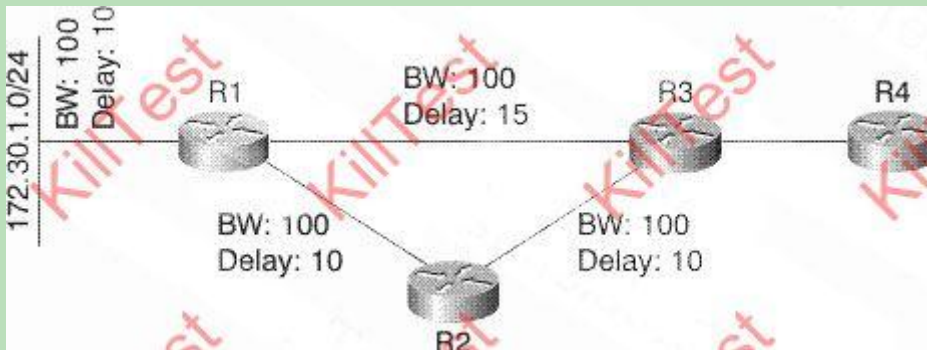 172.30.1.0/24
BW: 100
Delay: 10
R1
BW: 100
Delay: 15
R3
R4
BW: 100
Delay: 10
BW: 100
Delay: 10
R2
KillTest
KillTest
KillTest